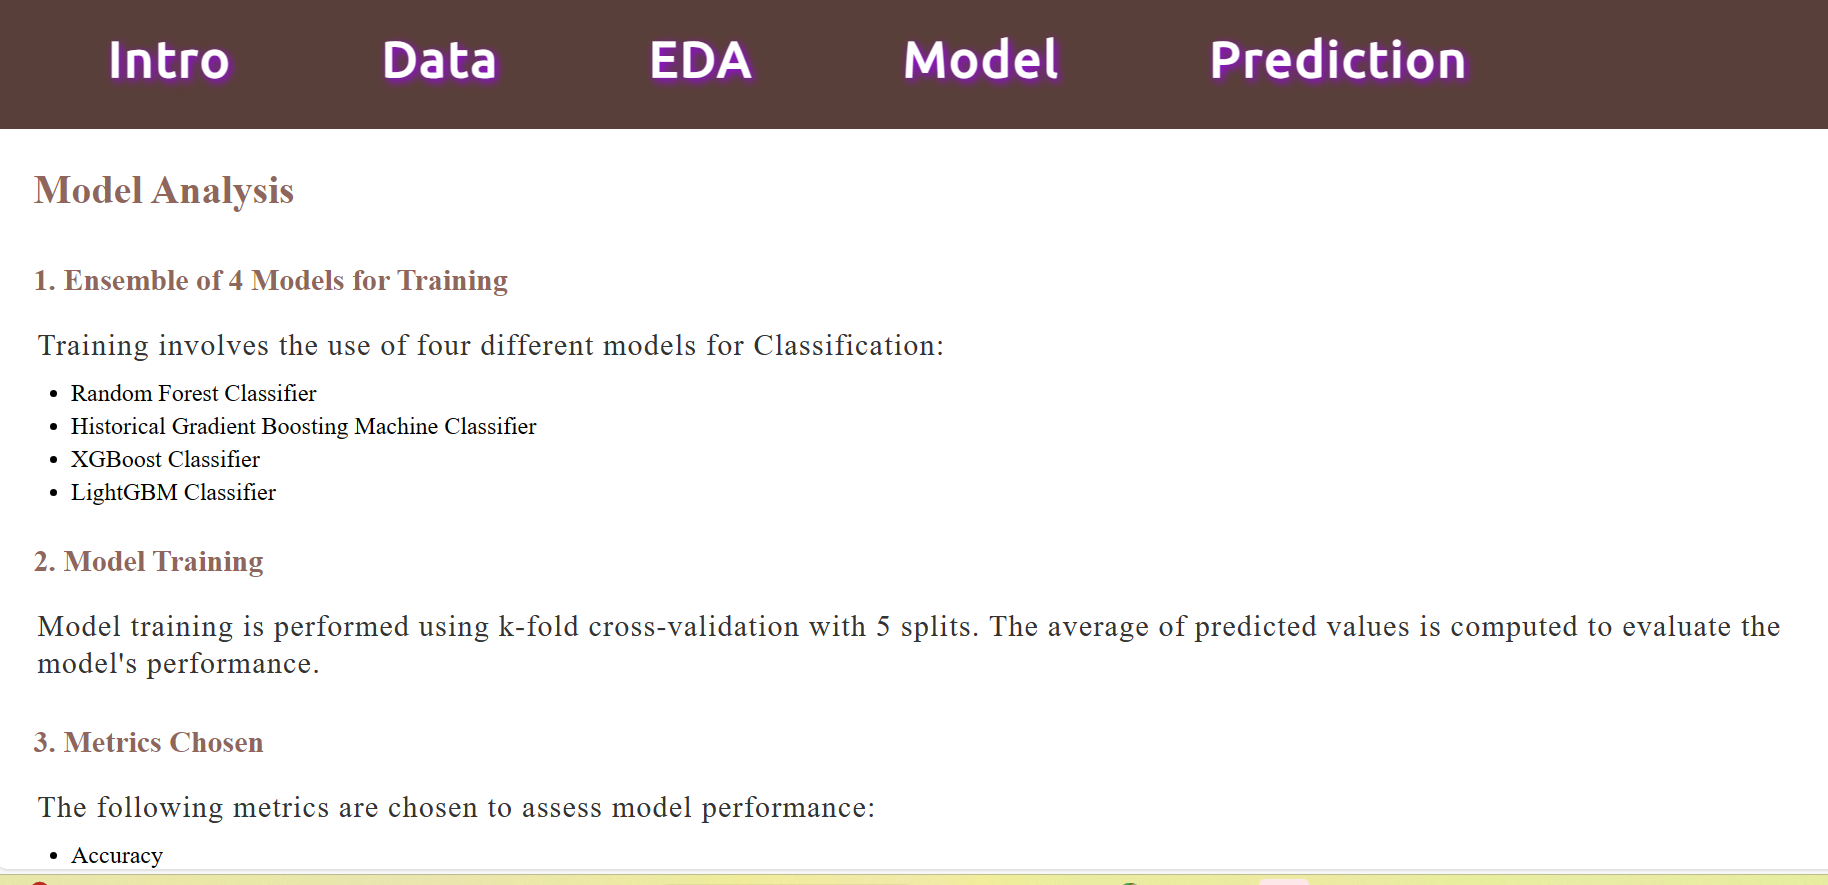 Intro Data EDA Model Prediction
Model Analysis
1. Ensemble of 4 Models for Training
Training involves the use of four different models for Classification:
• Random Forest Classifier
• Historical Gradient Boosting Machine Classifier
• XGBoost Classifier
• LightGBM Classifier
2. Model Training
Model training is performed using k-fold cross-validation with 5 splits. The average of predicted values is computed to evaluate the
model's performance.
3. Metrics Chosen
The following metrics are chosen to assess model performance:
• Accuracy